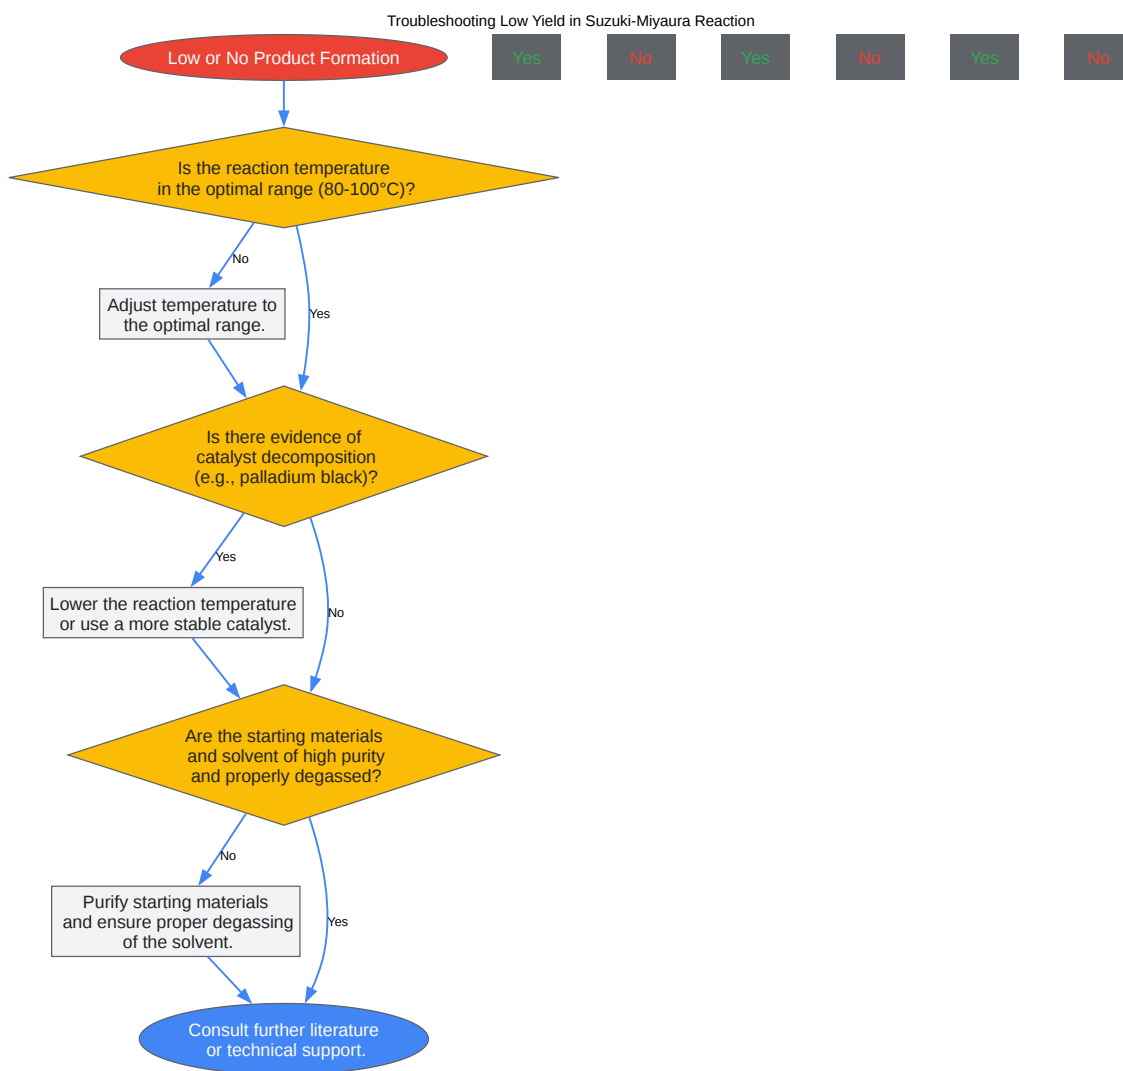 Troubleshooting Low Yield in Suzuki-Miyaura Reaction
Low or No Product Formation
Yes
No
Yes
No
Yes
No
Is the reaction temperature
in the optimal range (80-100°C)?
No
Adjust temperature to
the optimal range.
Yes
Is there evidence of
catalyst decomposition
(e.g., palladium black)?
Yes
Lower the reaction temperature
or use a more stable catalyst.
No
Are the starting materials
and solvent of high purity
and properly degassed?
No
Purify starting materials
and ensure proper degassing
of the solvent.
Yes
Consult further literature
or technical support.